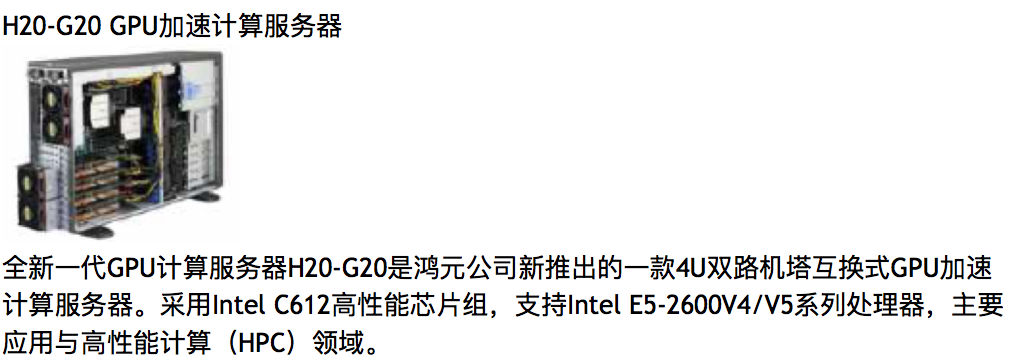 H20-G20 GPU加速计算服务器
全新一代GPU计算服务器H20-G20是鸿元公司新推出的一款4U双路机塔互换式GPU加速
计算服务器。采用Intel C612高性能芯片组，支持Intel E5-2600V4/V5系列处理器，主要
应用与高性能计算（HPC）领域。